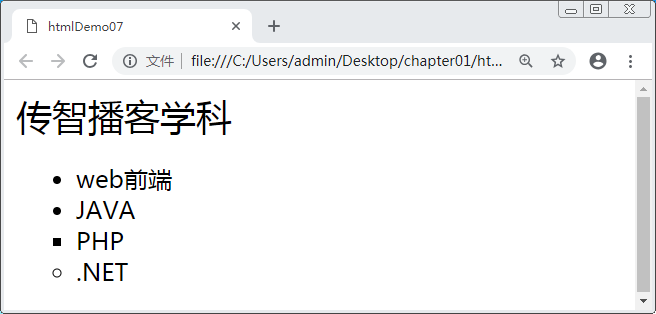 htmlDemo07
文件 file:///C:/Users/admin/Desktop/chapter01/ht...
传智播客学科
web前端
JAVA
PHP
.NET